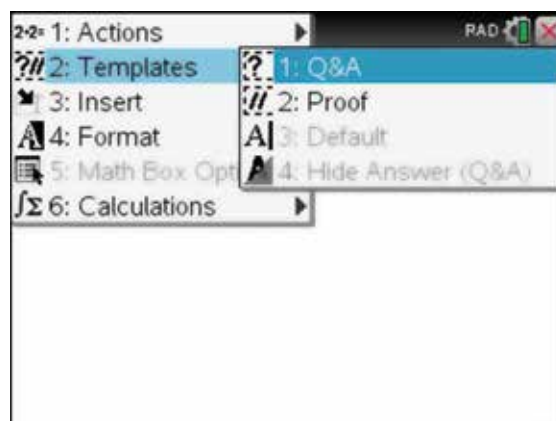 1: Actions
RAD
2: Templates
1: Q&A
3: Insert
2: Proof
4: Format
3: Default
5: Math Box Opt
4: Hide Answer (Q&A)
∫Σ 6: Calculations